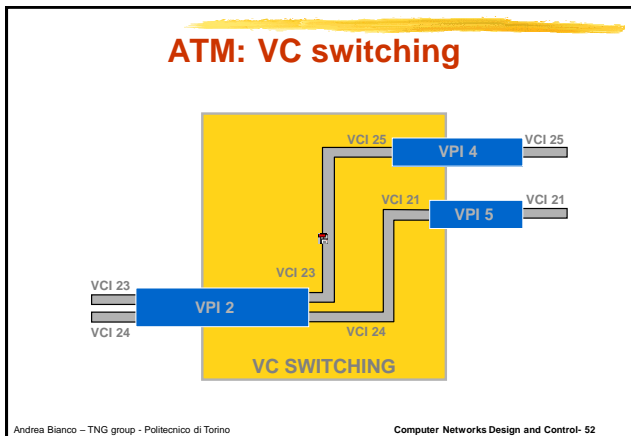 ATM: VC switching
VCI 25
VPI 4
VCI 25
VCI 21
VPI 5
VCI 21
VCI 23
VCI 23
VPI 2
VCI 24
VCI 24
VC SWITCHING
Andrea Bianco – TNG group - Politecnico di Torino
Computer Networks Design and Control- 52